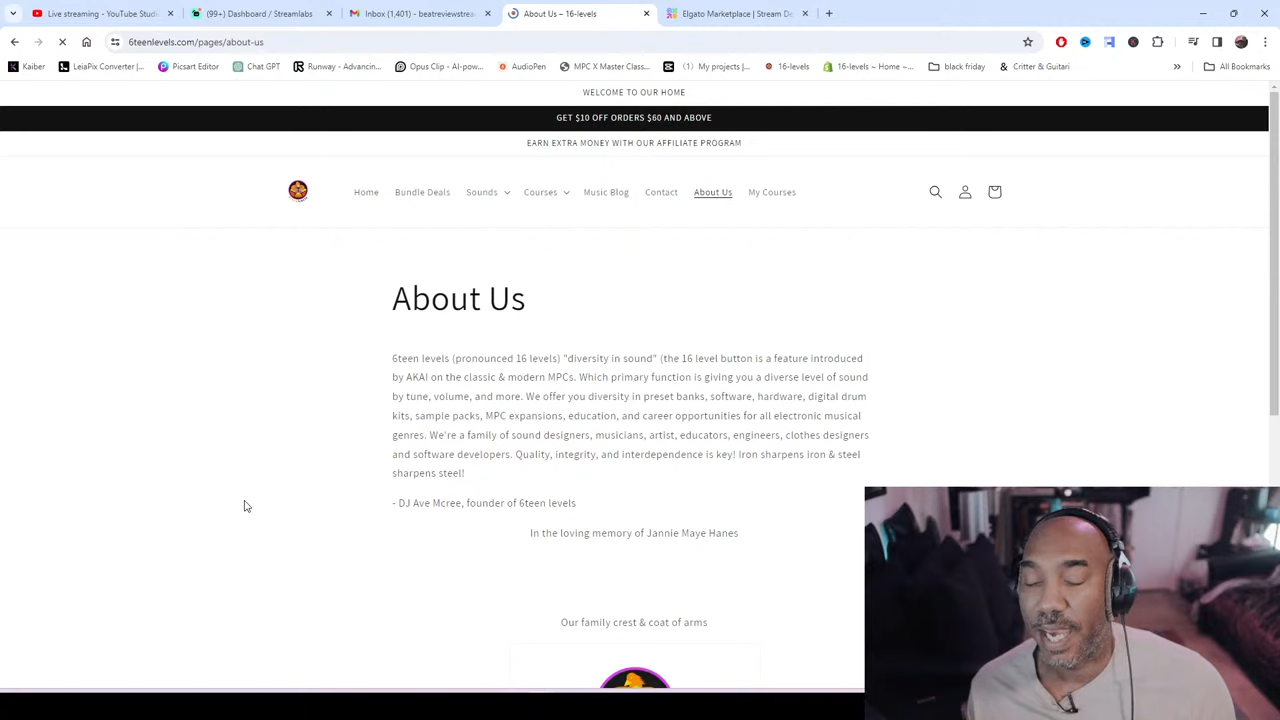 Live streaming - YouTube Studi
(99+) Dashboard / Streamlabs
Inbox (1,401) - beatreviewstrea
About Us – 16-levels
Elgato Marketplace | Stream De
6teenlevels.com/pages/about-us
Kaiber
LeiaPix Converter |...
Picsart Editor
Chat GPT
Runway - Advancin...
Opus Clip - AI-pow...
AudioPen
MPC X Master Class...
(1) My projects |...
16-levels
16-levels ~ Home ~...
black friday
Critter & Guitari
All Bookmarks
WELCOME TO OUR HOME
GET $10 OFF ORDERS $60 AND ABOVE
EARN EXTRA MONEY WITH OUR AFFILIATE PROGRAM
Home
Bundle Deals
Sounds
Courses
Music Blog
Contact
About Us
My Courses
About Us
6teen levels (pronounced 16 levels) "diversity in sound" (the 16 level button is a feature introduced
by AKAI on the classic & modern MPCs. Which primary function is giving you a diverse level of sound
by tune, volume, and more. We offer you diversity in preset banks, software, hardware, digital drum
kits, sample packs, MPC expansions, education, and career opportunities for all electronic musical
genres. We're a family of sound designers, musicians, artist, educators, engineers, clothes designers
and software developers. Quality, integrity, and interdependence is key! Iron sharpens iron & steel
sharpens steel!
- DJ Ave Mcree, founder of 6teen levels
In the loving memory of Jannie Maye Hanes
Our family crest & coat of arms